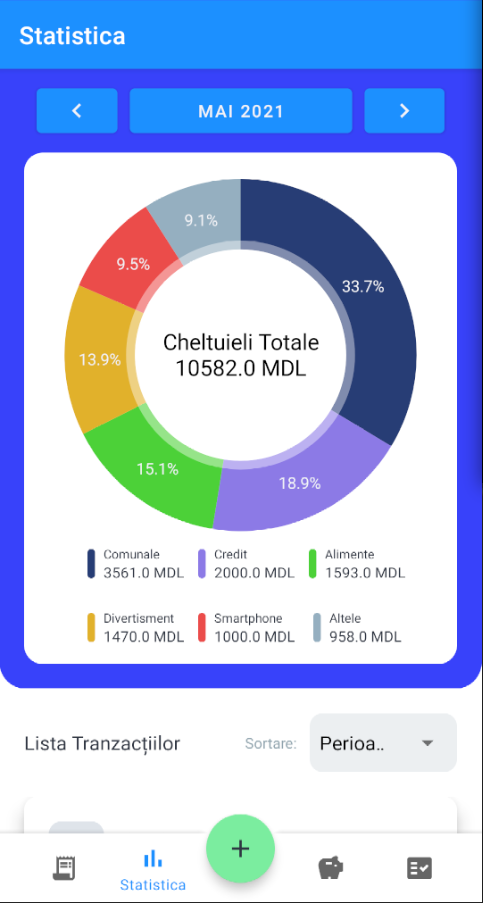 Statistica
MAI 2021
9.1%
33.7%
9.5%
13.9%
15.1%
18.9%
Cheltuieli Totale
10582.0 MDL
Comunale
3561.0 MDL
Credit
2000.0 MDL
Alimente
1593.0 MDL
Divertisment
1470.0 MDL
Smartphone
1000.0 MDL
Altele
958.0 MDL
Lista Tranzacțiilor
Sortare:
Perioa..
Statistica